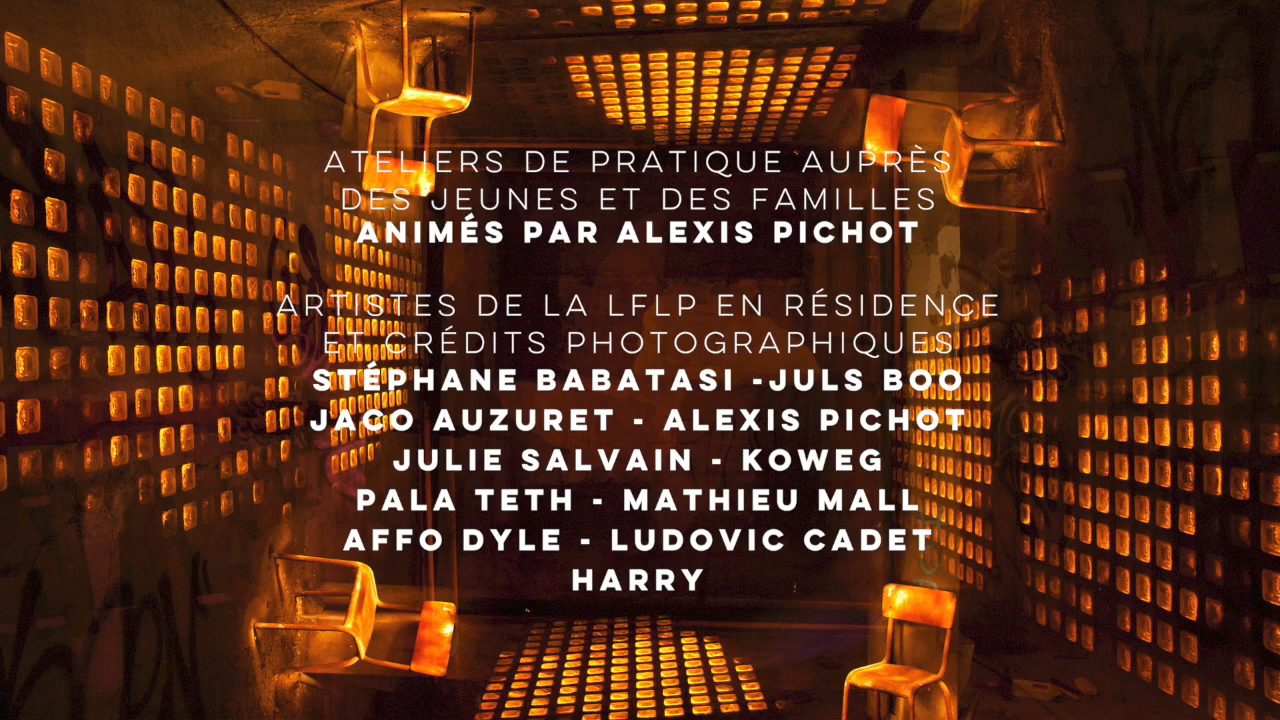 ATELIERS DE PRATIQUE AUPRÈS
DES JEUNES ET DES FAMILLES
ANIMÉS PAR ALEXIS PICHOT
ARTISTES DE LA LFLP EN RÉSIDENCE
ET CRÉDITS PHOTOGRAPHIQUES
STÉPHANE BABATASI -JULS BOO
JACO AUZURET - ALEXIS PICHOT
JULIE SALVAIN - KOWEG
PALA TETH - MATHIEU MALL
AFFO DYLE - LUDOVIC CADET
HARRY